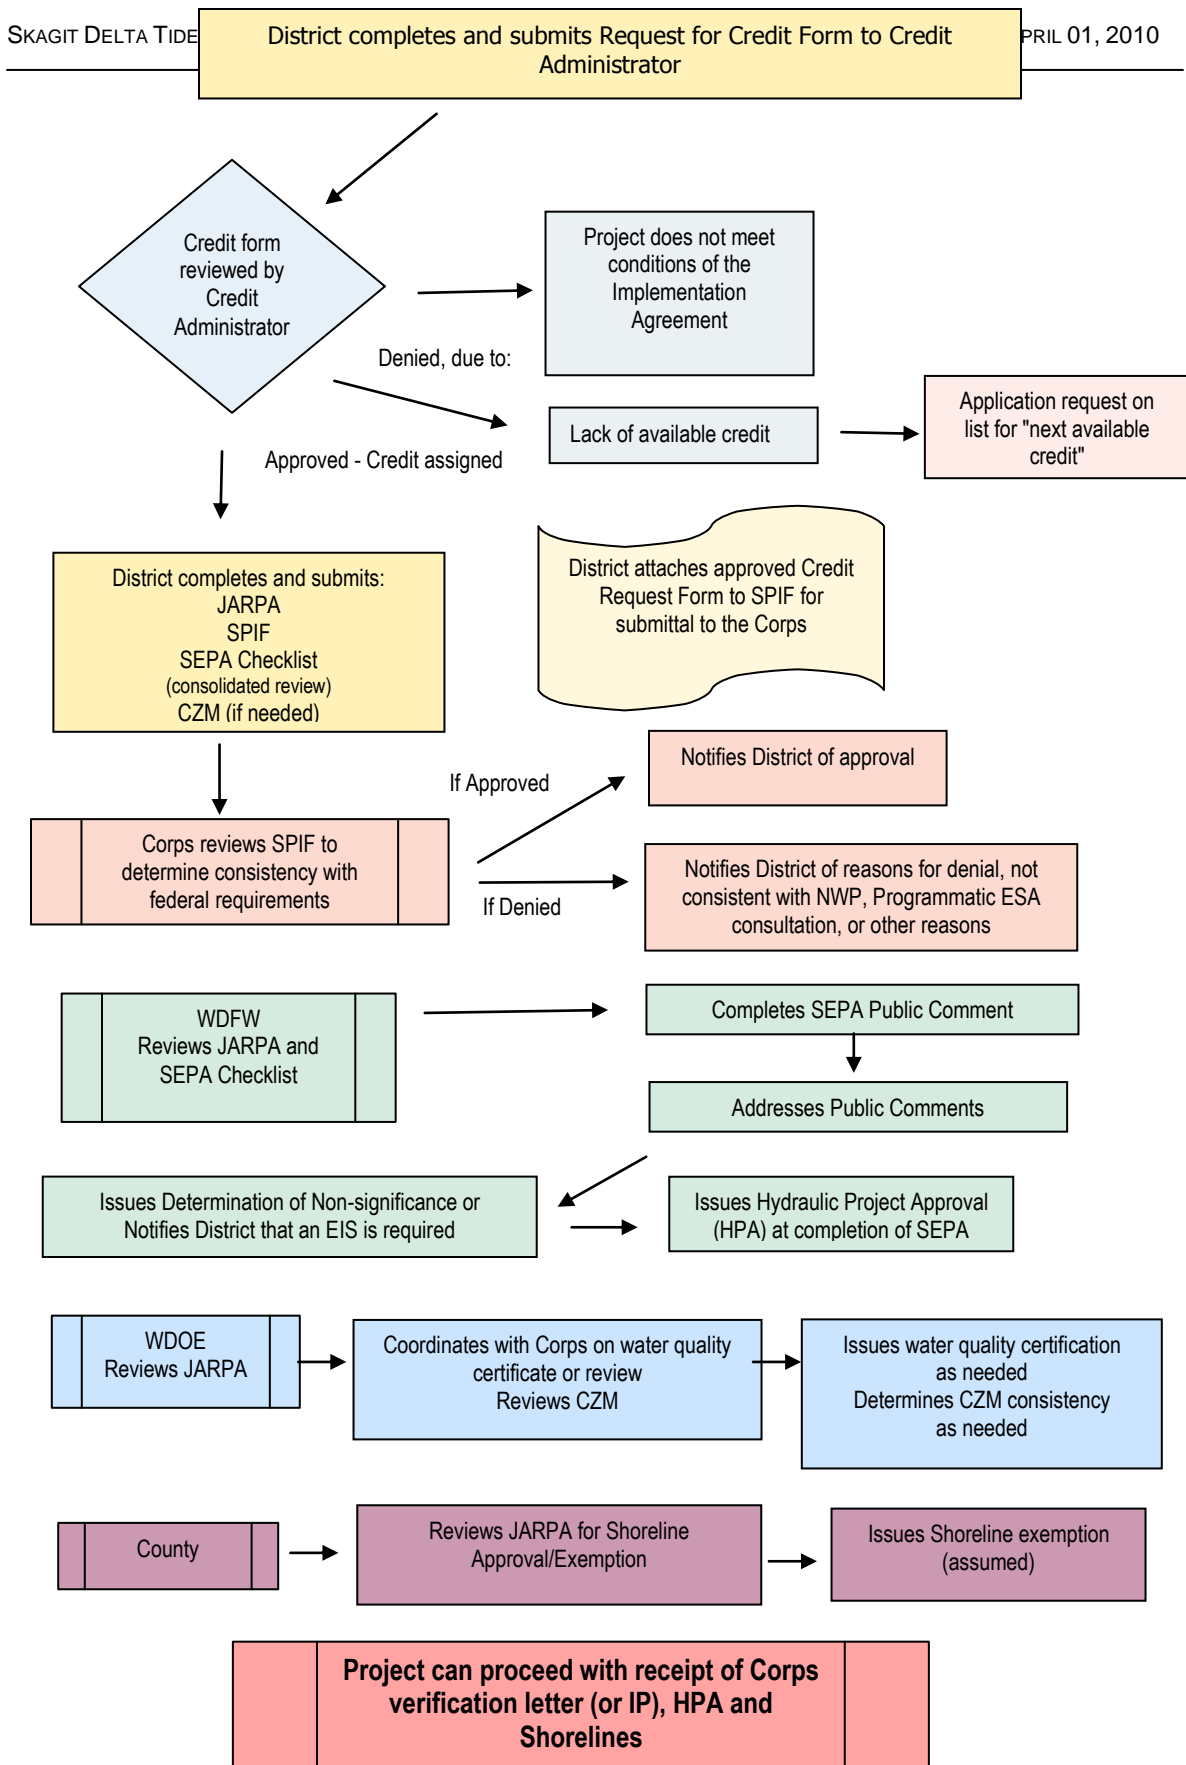 SKAGIT DELTA TIDE
PRIL 01, 2010
District completes and submits Request for Credit Form to Credit
Administrator
Credit form
reviewed by
Credit
Administrator
Project does not meet
conditions of the
Implementation
Agreement
Denied, due to:
Lack of available credit
Application request on
list for "next available
credit"
Approved - Credit assigned
District completes and submits:
JARPA
SPIF
SEPA Checklist
(consolidated review)
CZM (if needed)
District attaches approved Credit
Request Form to SPIF for
submittal to the Corps
Corps reviews SPIF to
determine consistency with
federal requirements
If Approved
Notifies District of approval
If Denied
Notifies District of reasons for denial, not
consistent with NWP, Programmatic ESA
consultation, or other reasons
WDFW
Reviews JARPA and
SEPA Checklist
Completes SEPA Public Comment
Addresses Public Comments
Issues Determination of Non-significance or
Notifies District that an EIS is required
Issues Hydraulic Project Approval
(HPA) at completion of SEPA
WDOE
Reviews JARPA
Coordinates with Corps on water quality
certificate or review
Reviews CZM
Issues water quality certification
as needed
Determines CZM consistency
as needed
County
Reviews JARPA for Shoreline
Approval/Exemption
Issues Shoreline exemption
(assumed)
Project can proceed with receipt of Corps
verification letter (or IP), HPA and
Shorelines